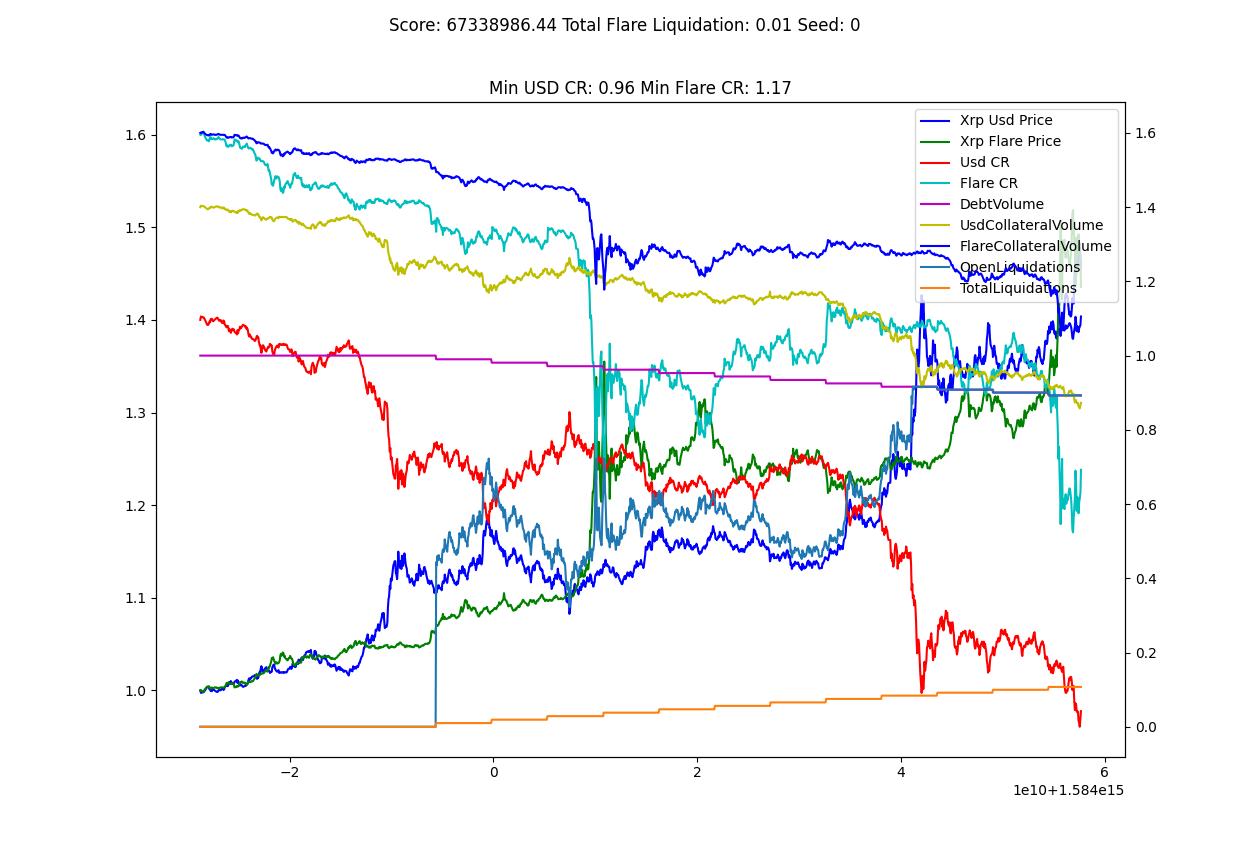 Score: 67338986.44 Total Flare Liquidation: 0.01 Seed: 0
Min USD CR: 0.96 Min Flare CR: 1.17
Xrp Usd Price
Xrp Flare Price
Usd CR
Flare CR
DebtVolume
UsdCollateralVolume
FlareCollateralVolume
OpenLiquidations
TotalLiquidations
1.6
1.5
1.4
1.3
1.2
1.1
1.0
1.6
1.4
1.2
1.0
0.8
0.6
0.4
0.2
0.0
−2
0
2
4
6
1e10+1.584e15